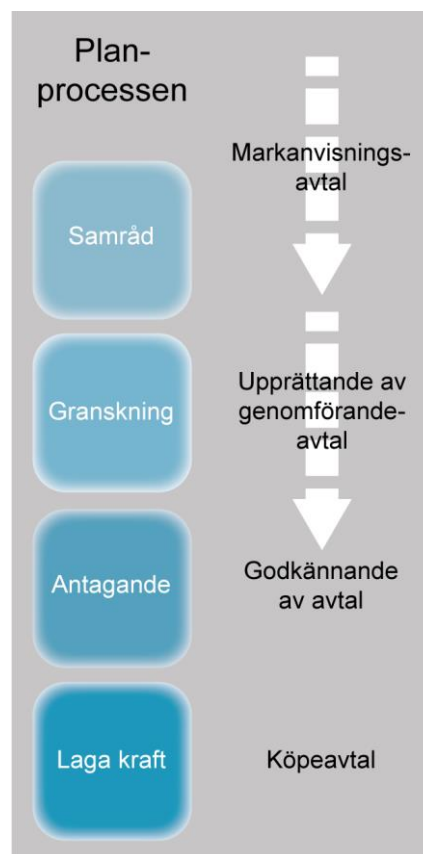 Plan-
processen
Markanvisnings-
avtal
Samråd
Granskning
Upprättande av
genomförande-
avtal
Antagande
Godkännande
av avtal
Laga kraft
Köpeavtal